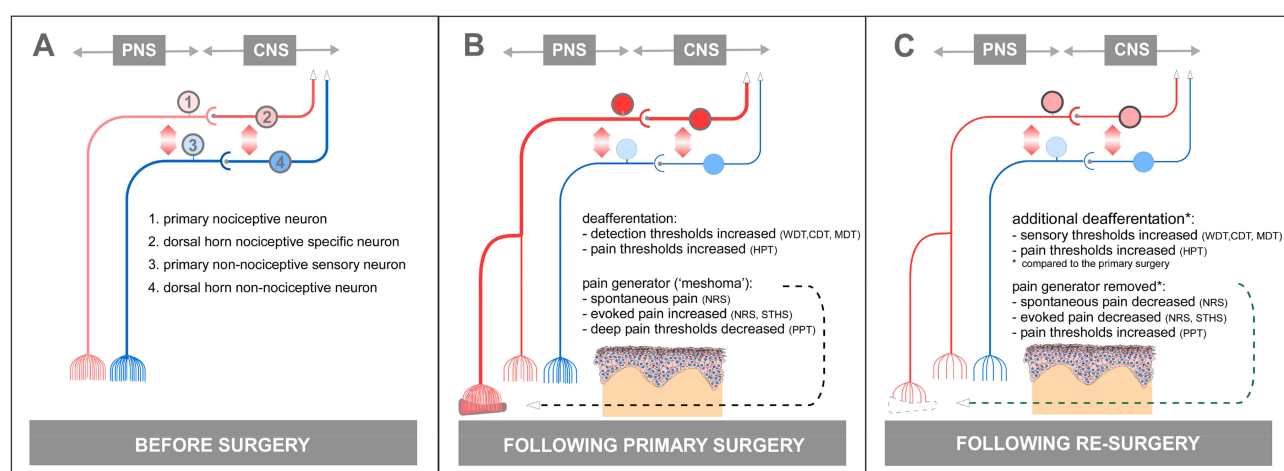 A
PNS
CNS
1
2
3
4
1. primary nociceptive neuron
2. dorsal horn nociceptive specific neuron
3. primary non-nociceptive sensory neuron
4. dorsal horn non-nociceptive neuron
BEFORE SURGERY
B
PNS
CNS
deafferentation:
- detection thresholds increased (WDT,CDT, MDT)
- pain thresholds increased (HPT)
pain generator (‘meshoma’):
- spontaneous pain (NRS)
- evoked pain increased (NRS, STHS)
- deep pain thresholds decreased (PPT)
FOLLOWING PRIMARY SURGERY
C
PNS
CNS
additional deafferentation*:
- sensory thresholds increased (WDT,CDT, MDT)
- pain thresholds increased (HPT)
* compared to the primary surgery
pain generator removed*:
- spontaneous pain decreased (NRS)
- evoked pain decreased (NRS, STHS)
- pain thresholds increased (PPT)
FOLLOWING RE-SURGERY